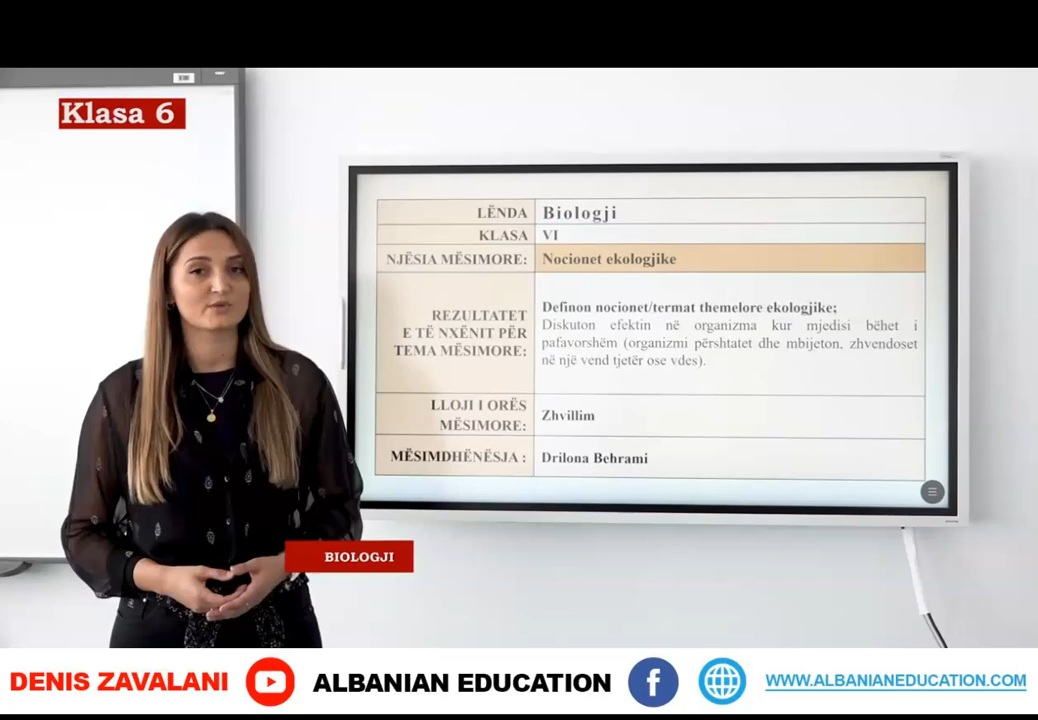 Klasa 6
LËNDA Biologji
KLASA VI
NJËSIA MËSIMORE: Nocionet ekologjike
REZULTATET
E TË NXËNIT PËR
TEMA MËSIMORE:
Definon nocionet/termat themelore ekologjike;
Diskuton efektin në organizma kur mjedisi bëhet i
pafavorshëm (organizmi përshtatet dhe mbijeton, zhvendoset
në një vend tjetër ose vdes).
LLOJI I ORËS
MËSIMORE:
Zhvillim
MËSIMDHËNËSJA : Drilona Behrami
BIOLOGJI
DENIS ZAVALANI ALBANIAN EDUCATION f WWW.ALBANIANEDUCATION.COM